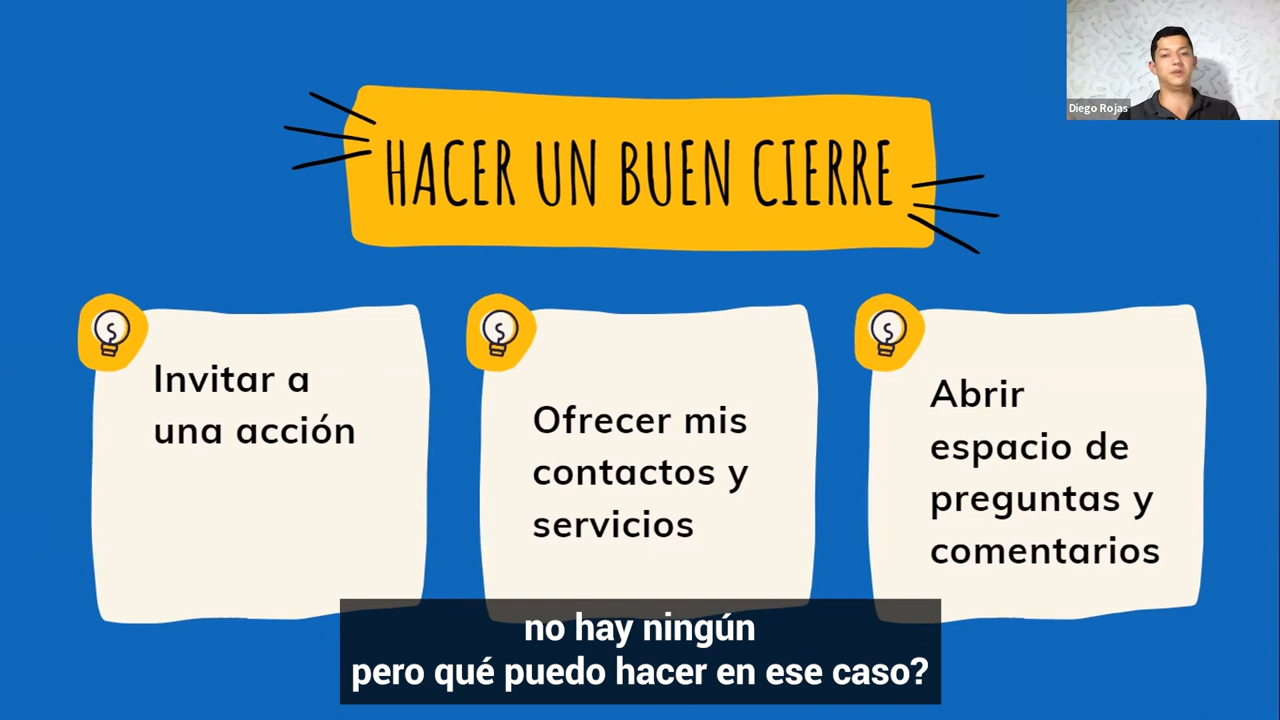 Diego Rojas
HACER UN BUEN CIERRE
Invitar a
una acción
Ofrecer mis
contactos y
servicios
Abrir
espacio de
preguntas y
comentarios
no hay ningún
pero qué puedo hacer en ese caso?